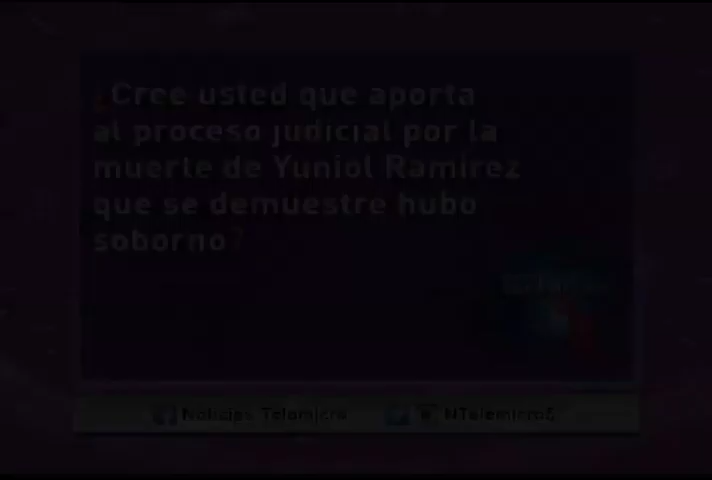 ¿Cree usted que aporta
al proceso judicial por la
muerte de Yuniol Ramírez
que se demuestre hubo
soborno?
Noticias Telemicro NTelemicro5